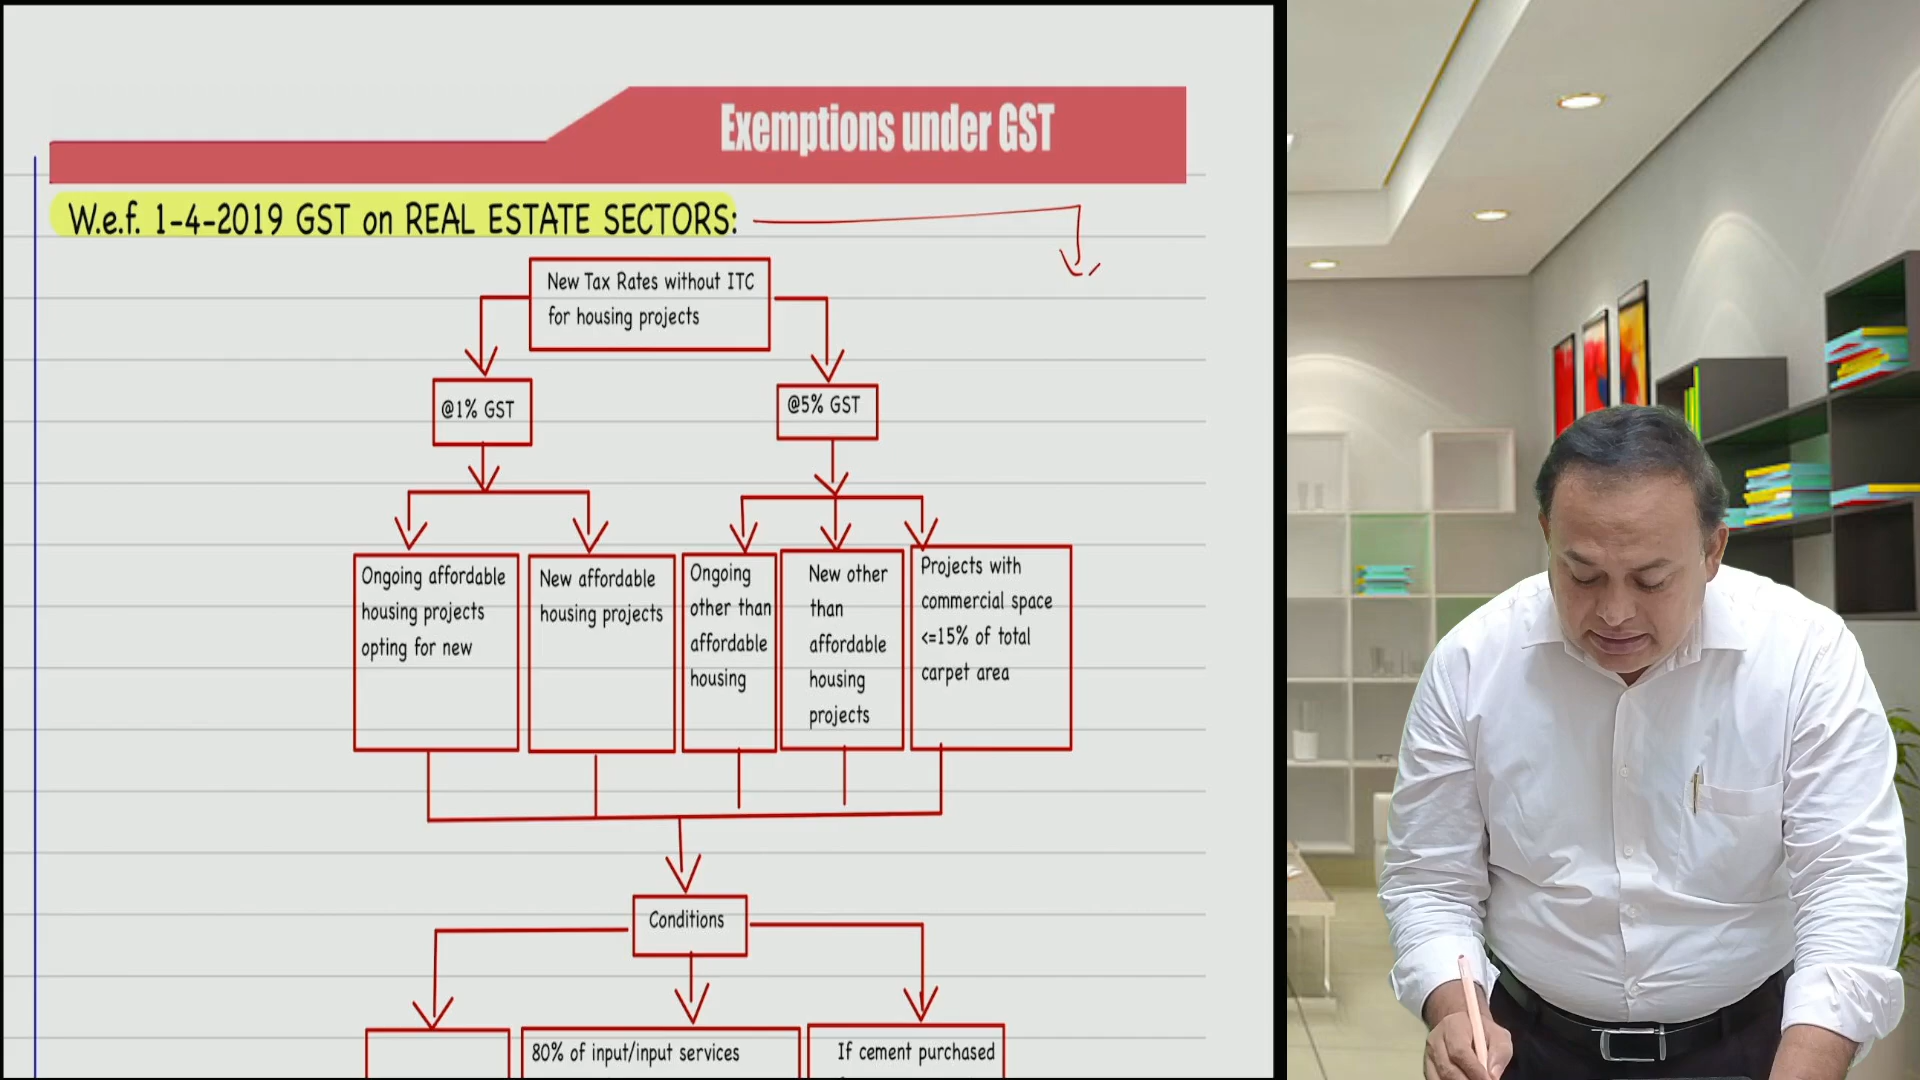 Exemptions under GST
W.e.f. 1-4-2019 GST on REAL ESTATE SECTORS:
New Tax Rates without ITC
for housing projects
@1% GST
@5% GST
Ongoing affordable
housing projects
opting for new
New affordable
housing projects
Ongoing
other than
affordable
housing
New other
than
affordable
housing
projects
Projects with
commercial space
<=15% of total
carpet area
Conditions
80% of input/input services
If cement purchased